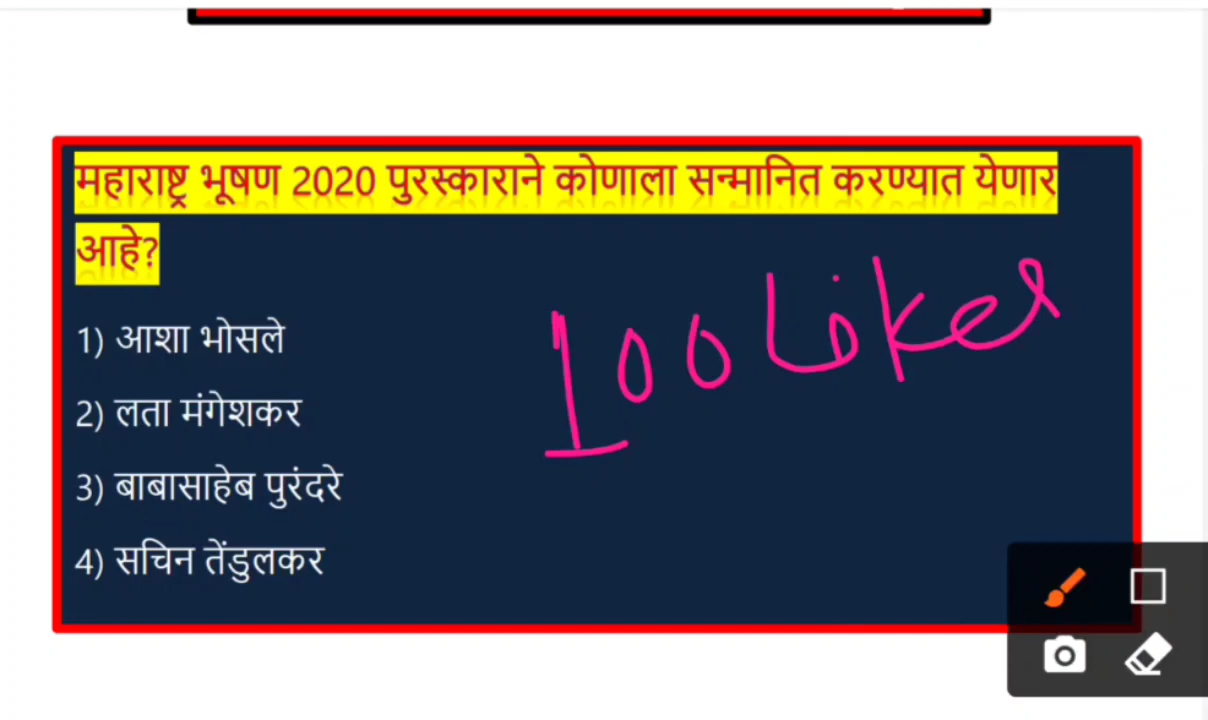 महाराष्ट्र भूषण 2020 पुरस्काराने कोणाला सन्मानित करण्यात येणार
आहे?
1) आशा भोसले
2) लता मंगेशकर
3) बाबासाहेब पुरंदरे
4) सचिन तेंडुलकर
100 Likes